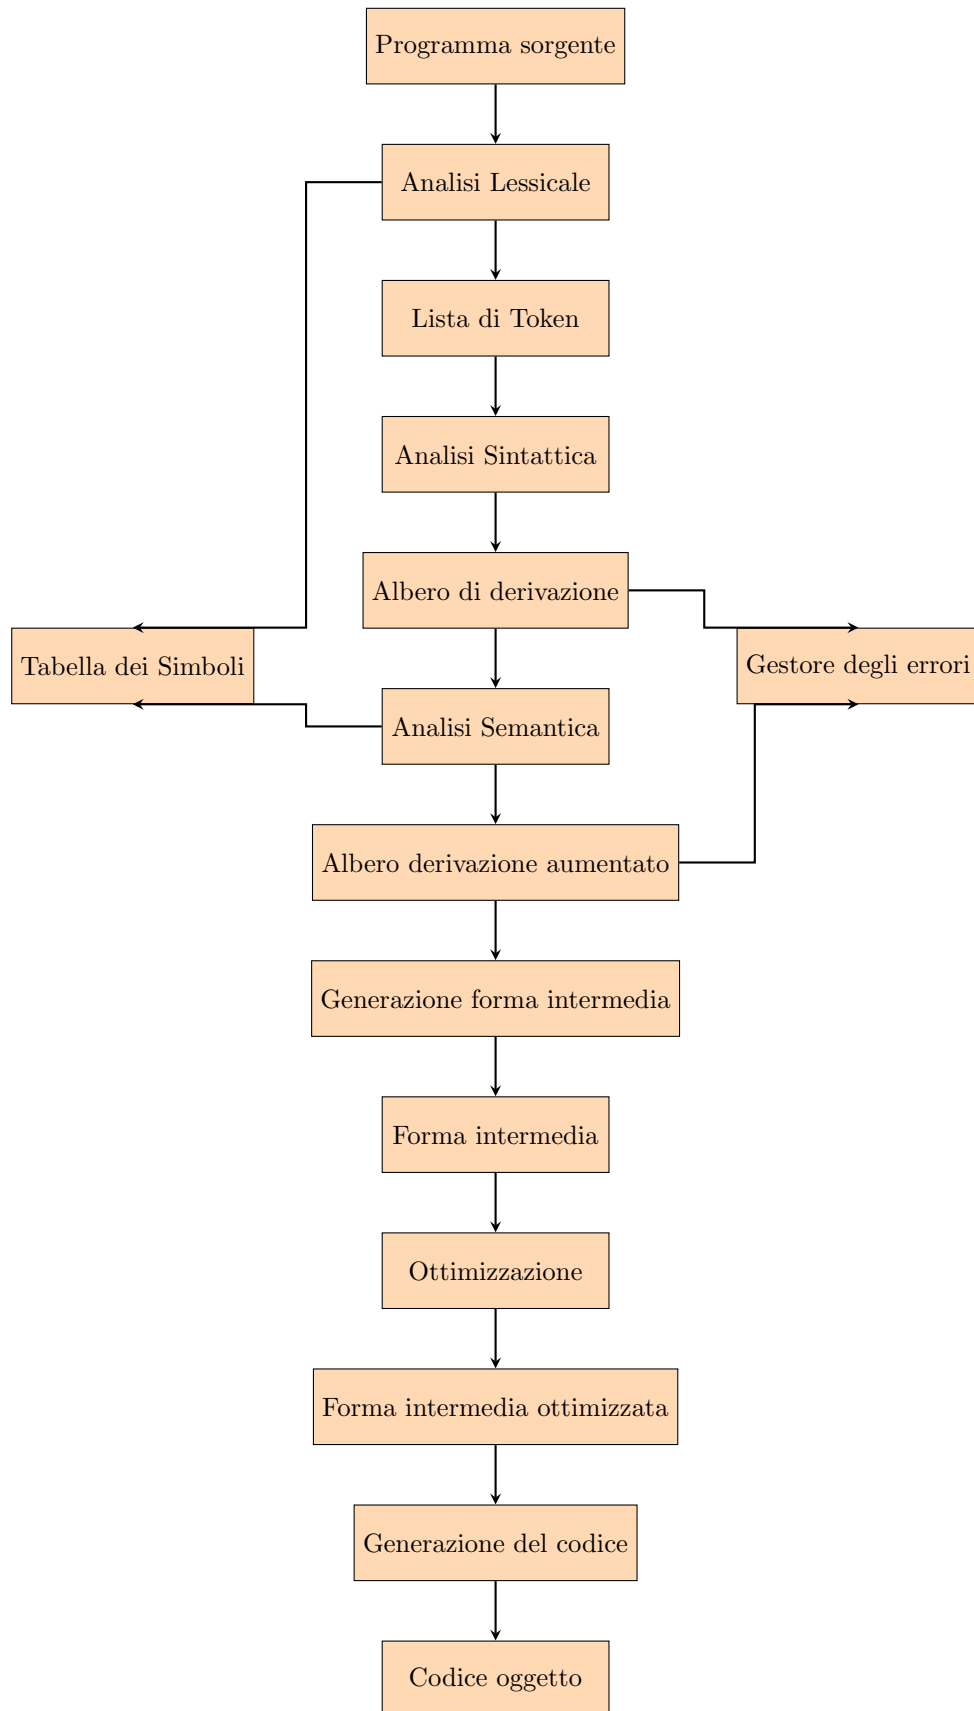 Programma sorgente
Analisi Lessicale
Lista di Token
Analisi Sintattica
Albero di derivazione
Tabella dei Simboli
Gestore degli errori
Analisi Semantica
Albero derivazione aumentato
Generazione forma intermedia
Forma intermedia
Ottimizzazione
Forma intermedia ottimizzata
Generazione del codice
Codice oggetto